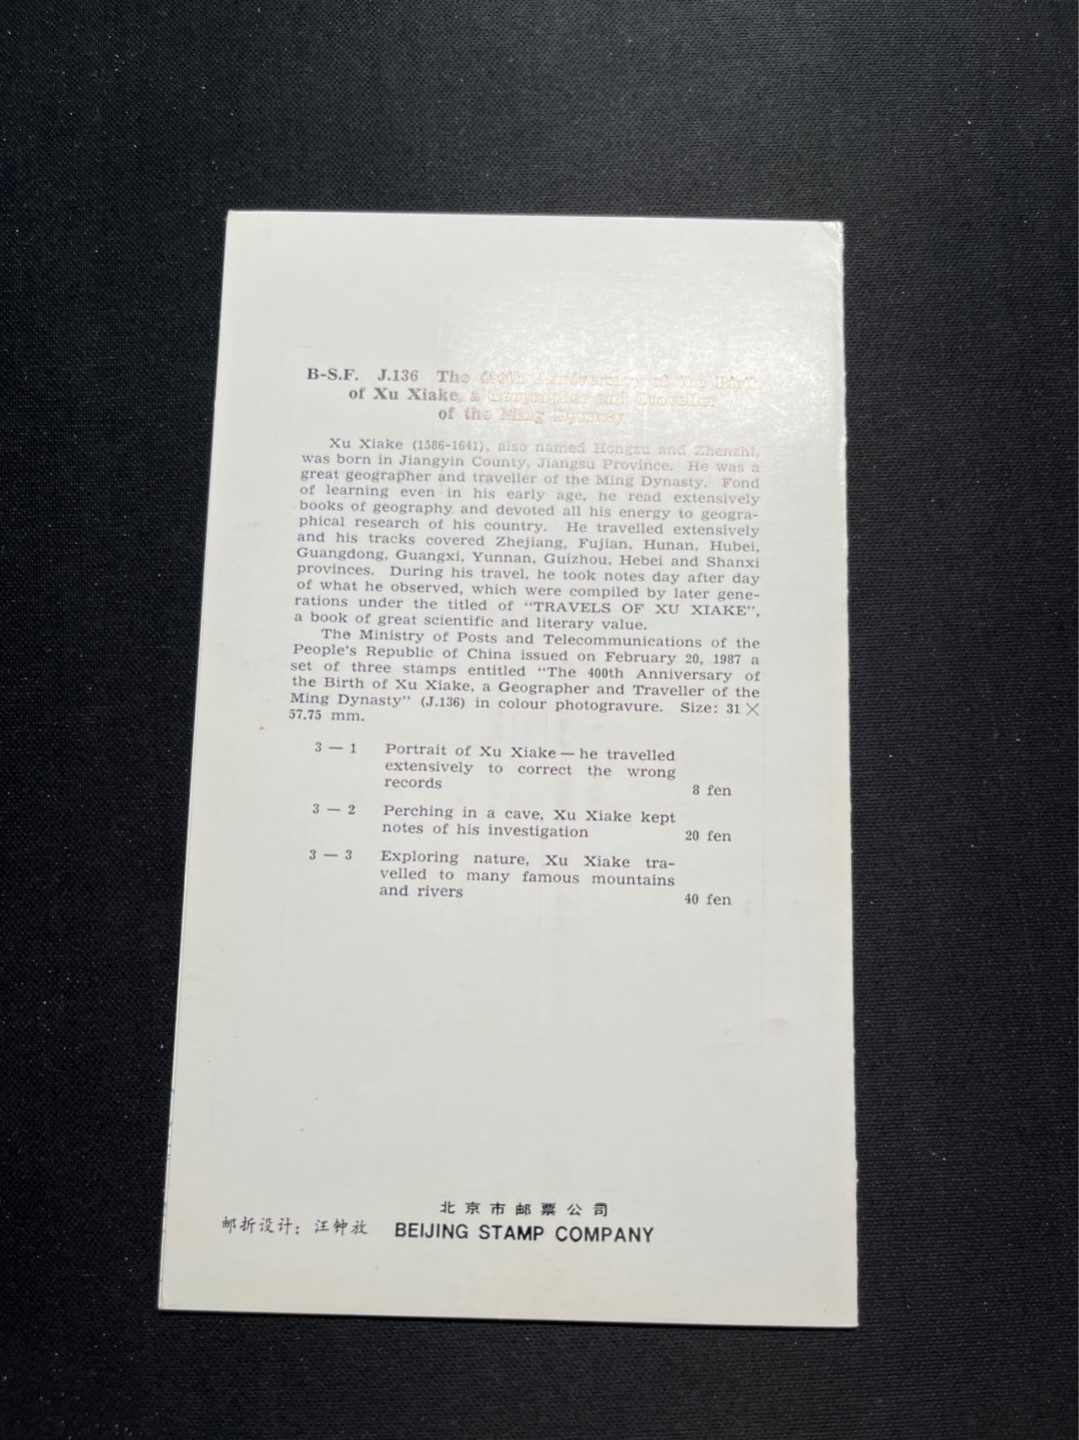 B-S.F. J.136 The 400th Anniversary of the Birth
of Xu Xiake, a Geographer and Traveller
of the Ming Dynasty
Xu Xiake (1586-1641), also named Hongzu and Zhenzhi,
was born in Jiangyin County, Jiangsu Province. He was a
great geographer and traveller of the Ming Dynasty. Fond
of learning even in his early age, he read extensively
books of geography and devoted all his energy to geogra-
phical research of his country. He travelled extensively
and his tracks covered Zhejiang, Fujian, Hunan, Hubei,
Guangdong, Guangxi, Yunnan, Guizhou, Hebei and Shanxi
provinces. During his travel, he took notes day after day
of what he observed, which were compiled by later gene-
rations under the titled of "TRAVELS OF XU XIAKE",
a book of great scientific and literary value.
The Ministry of Posts and Telecommunications of the
People's Republic of China issued on February 20, 1987 a
set of three stamps entitled "The 400th Anniversary of
the Birth of Xu Xiake, a Geographer and Traveller of the
Ming Dynasty" (J.136) in colour photogravure. Size: 31×
57.75 mm.
3 — 1 Portrait of Xu Xiake — he travelled
extensively to correct the wrong
records 8 fen
3 — 2 Perching in a cave, Xu Xiake kept
notes of his investigation 20 fen
3 — 3 Exploring nature, Xu Xiake tra-
velled to many famous mountains
and rivers 40 fen
北京市邮票公司
邮折设计：汪钟放 BEIJING STAMP COMPANY